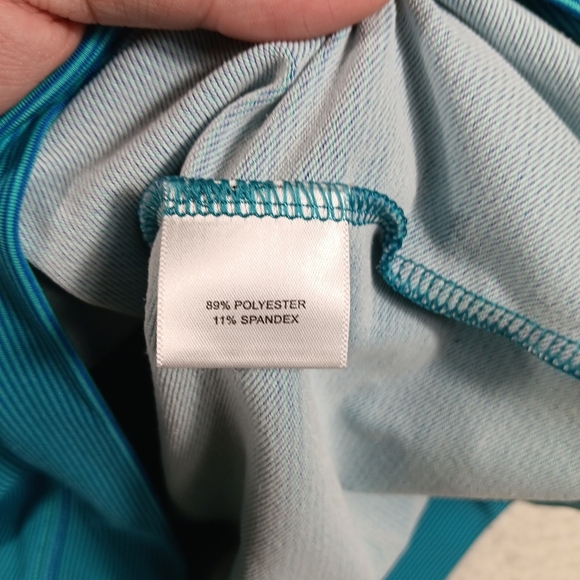 89% POLYESTER
11% SPANDEX